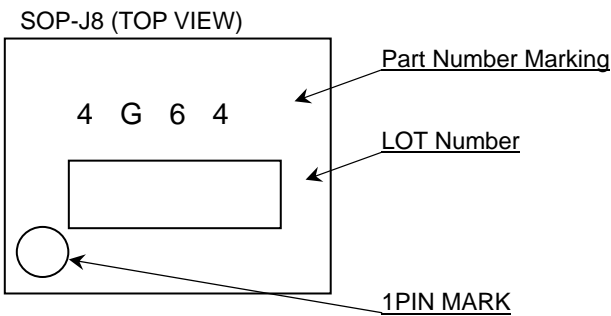 SOP-J8 (TOP VIEW)
Part Number Marking
4 G 6 4
LOT Number
1PIN MARK